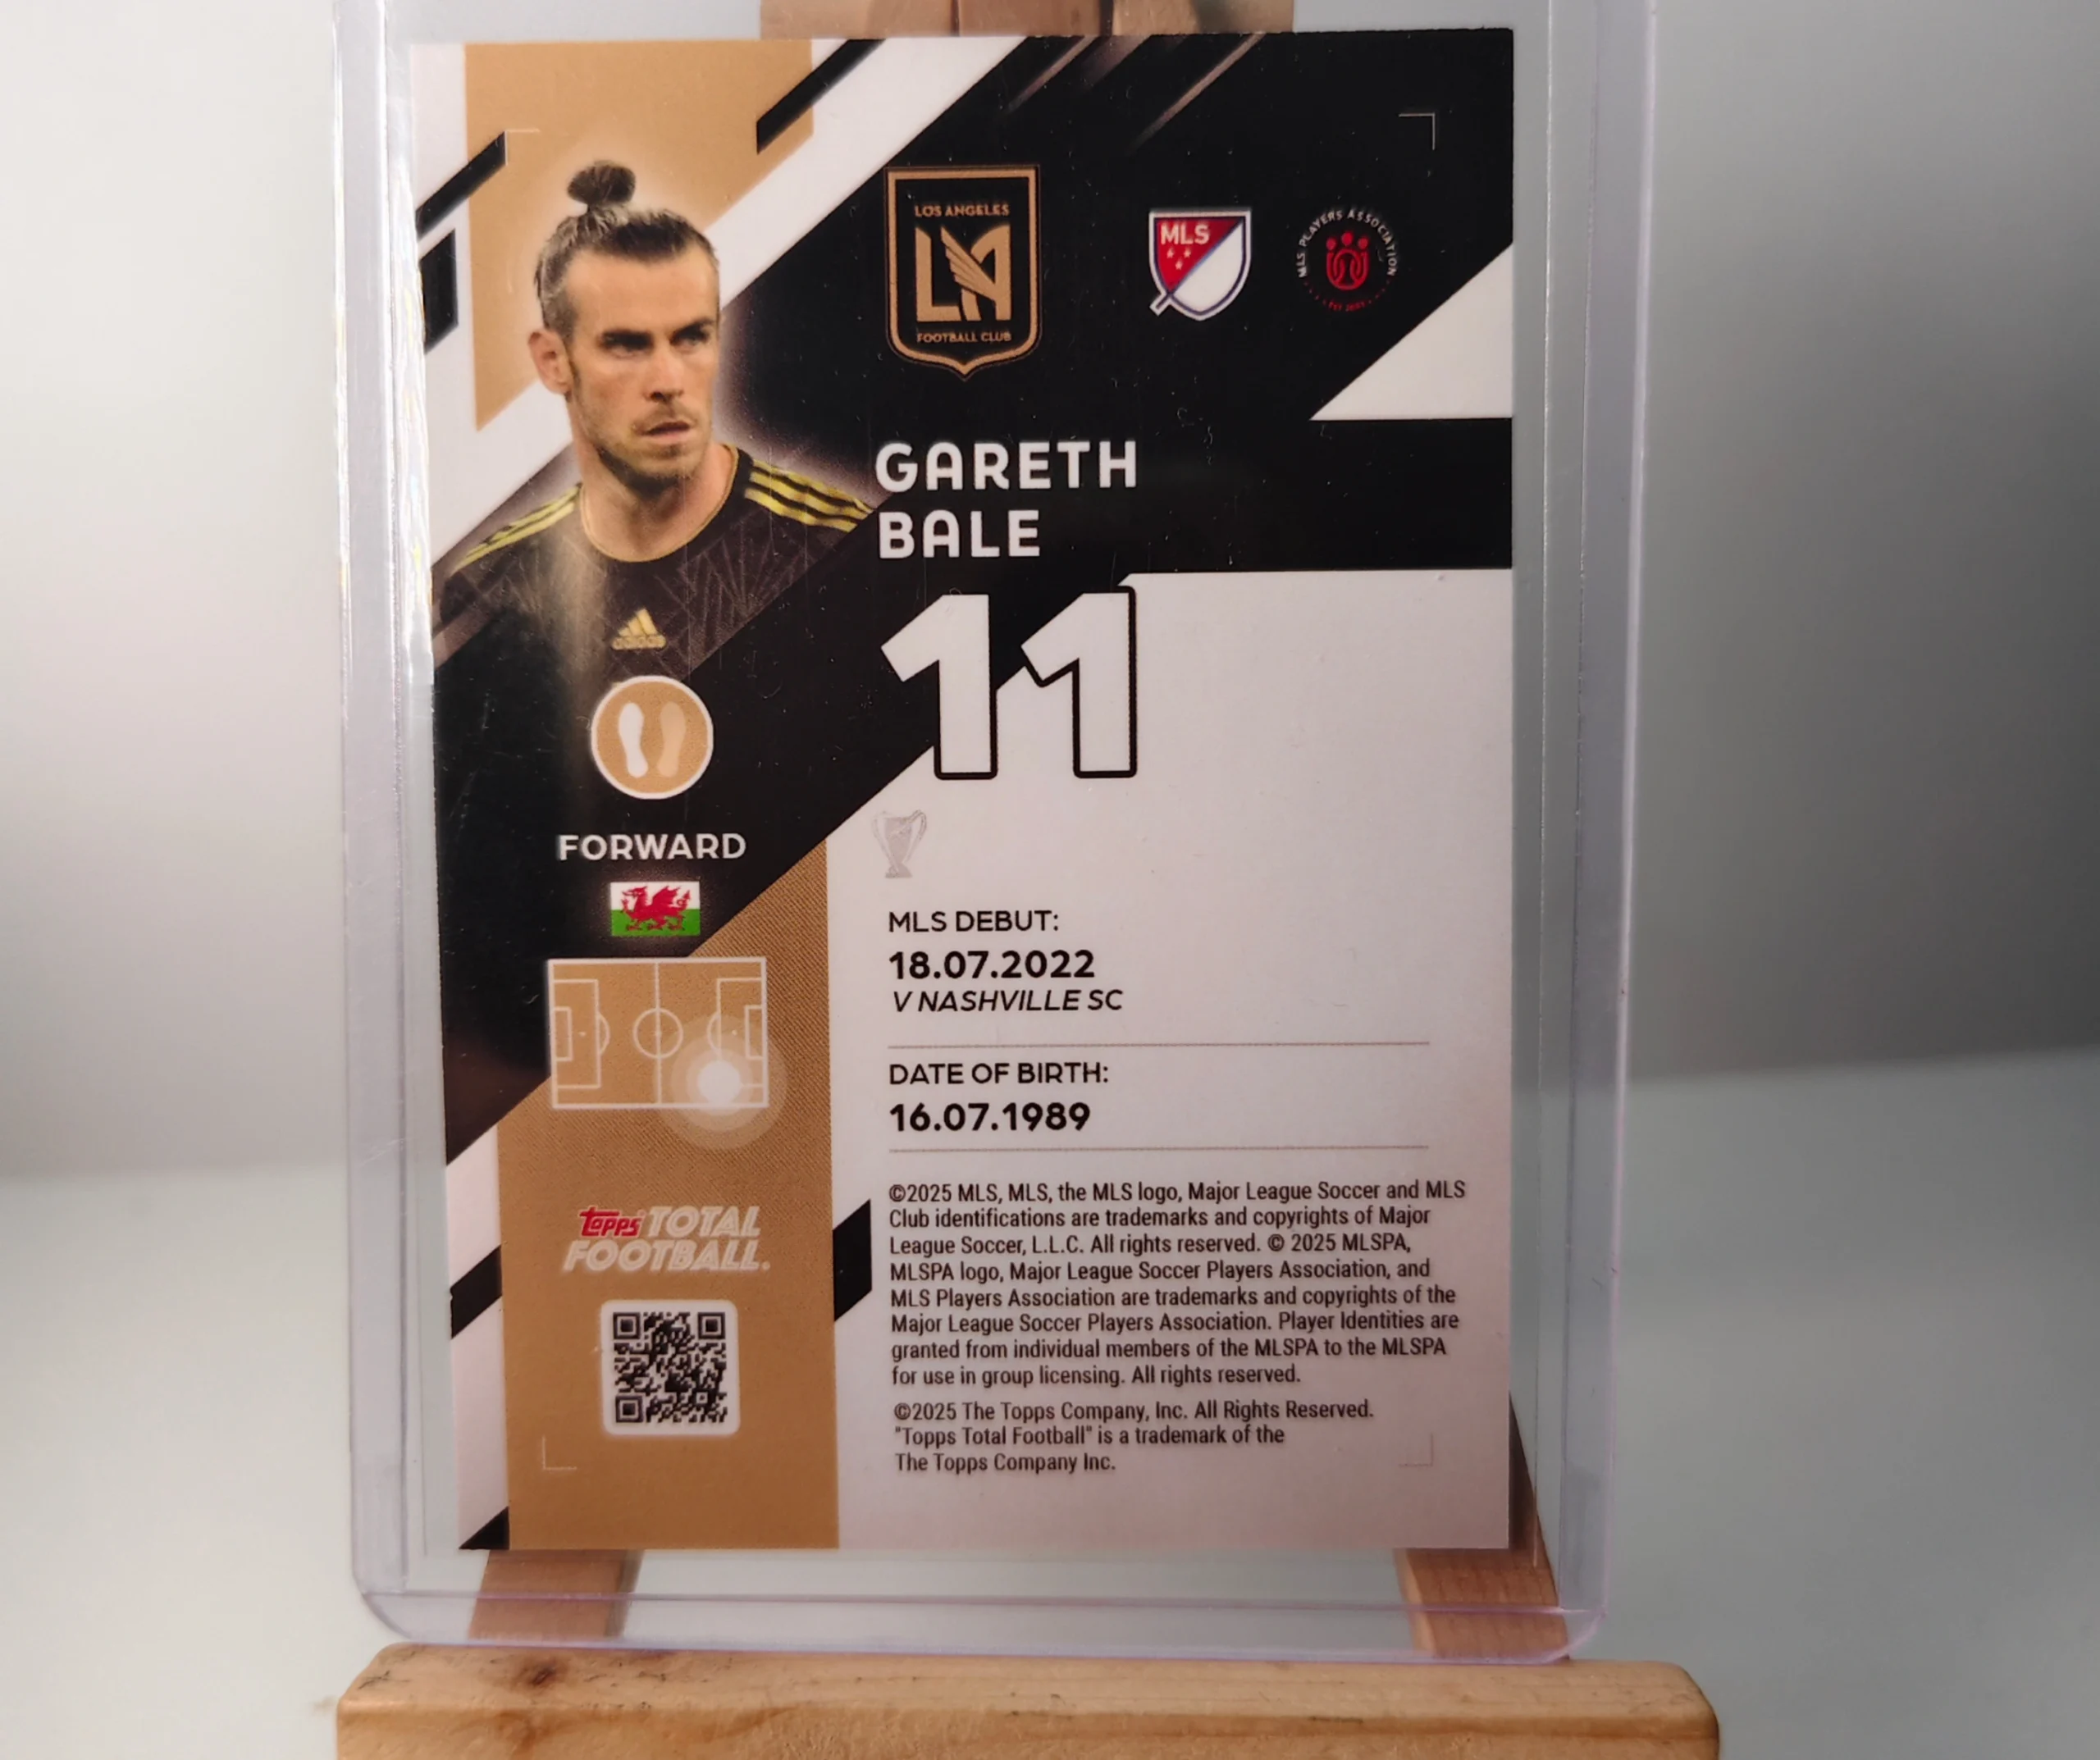 LOS ANGELES
LA
FOOTBALL CLUB
MLS
MLS PLAYERS ASSOCIATION
EST 2003
GARETH
BALE
11
adidas
FORWARD
MLS DEBUT:
18.07.2022
V NASHVILLE SC
DATE OF BIRTH:
16.07.1989
topps TOTAL
FOOTBALL.
©2025 MLS, MLS, the MLS logo, Major League Soccer and MLS
Club identifications are trademarks and copyrights of Major
League Soccer, L.L.C. All rights reserved. © 2025 MLSPA,
MLSPA logo, Major League Soccer Players Association, and
MLS Players Association are trademarks and copyrights of the
Major League Soccer Players Association. Player Identities are
granted from individual members of the MLSPA to the MLSPA
for use in group licensing. All rights reserved.
©2025 The Topps Company, Inc. All Rights Reserved.
"Topps Total Football" is a trademark of the
The Topps Company Inc.